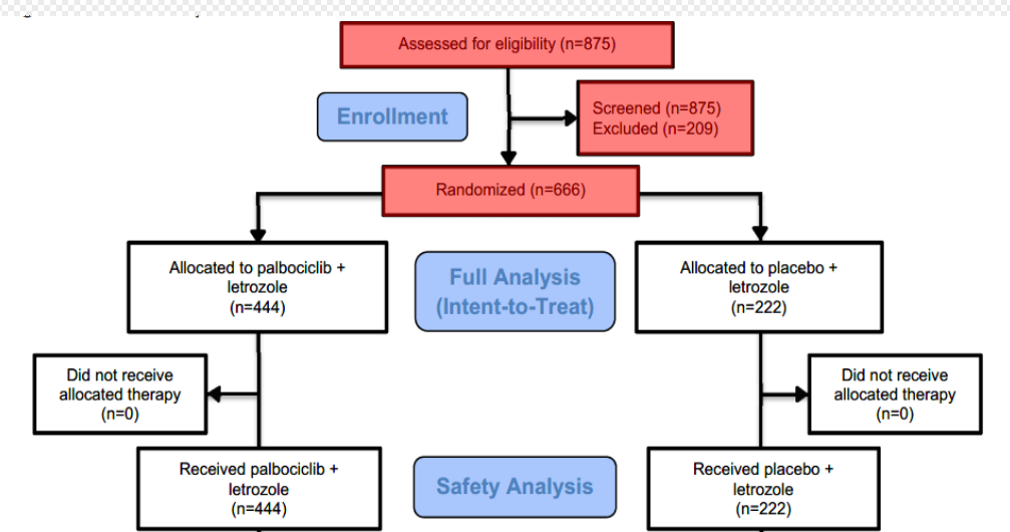 Assessed for eligibility (n=875)
Enrollment
Screened (n=875)
Excluded (n=209)
Randomized (n=666)
Allocated to palbociclib +
letrozole
(n=444)
Full Analysis
(Intent-to-Treat)
Allocated to placebo +
letrozole
(n=222)
Did not receive
allocated therapy
(n=0)
Did not receive
allocated therapy
(n=0)
Received palbociclib +
letrozole
(n=444)
Safety Analysis
Received placebo +
letrozole
(n=222)